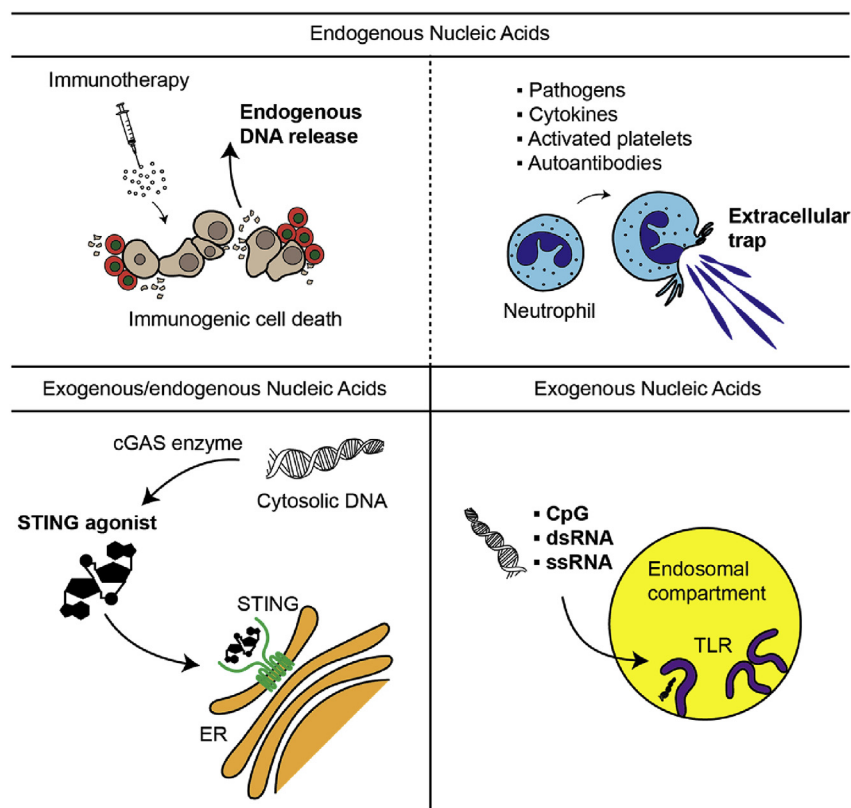 Endogenous Nucleic Acids
Immunotherapy
Endogenous
DNA release
Immunogenic cell death
▪ Pathogens
▪ Cytokines
▪ Activated platelets
▪ Autoantibodies
Extracellular
trap
Neutrophil
Exogenous/endogenous Nucleic Acids
cGAS enzyme
Cytosolic DNA
STING agonist
STING
ER
Exogenous Nucleic Acids
▪ CpG
▪ dsRNA
▪ ssRNA
Endosomal
compartment
TLR